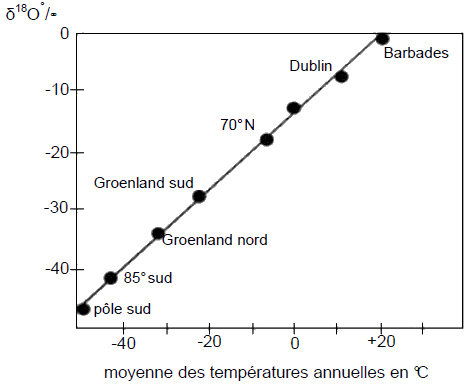 δ¹⁸O°/∞
0
Barbades
Dublin
-10
70°N
-20
Groenland sud
-30
Groenland nord
-40
85°sud
pôle sud
-40 -20 0 +20
moyenne des températures annuelles en °C